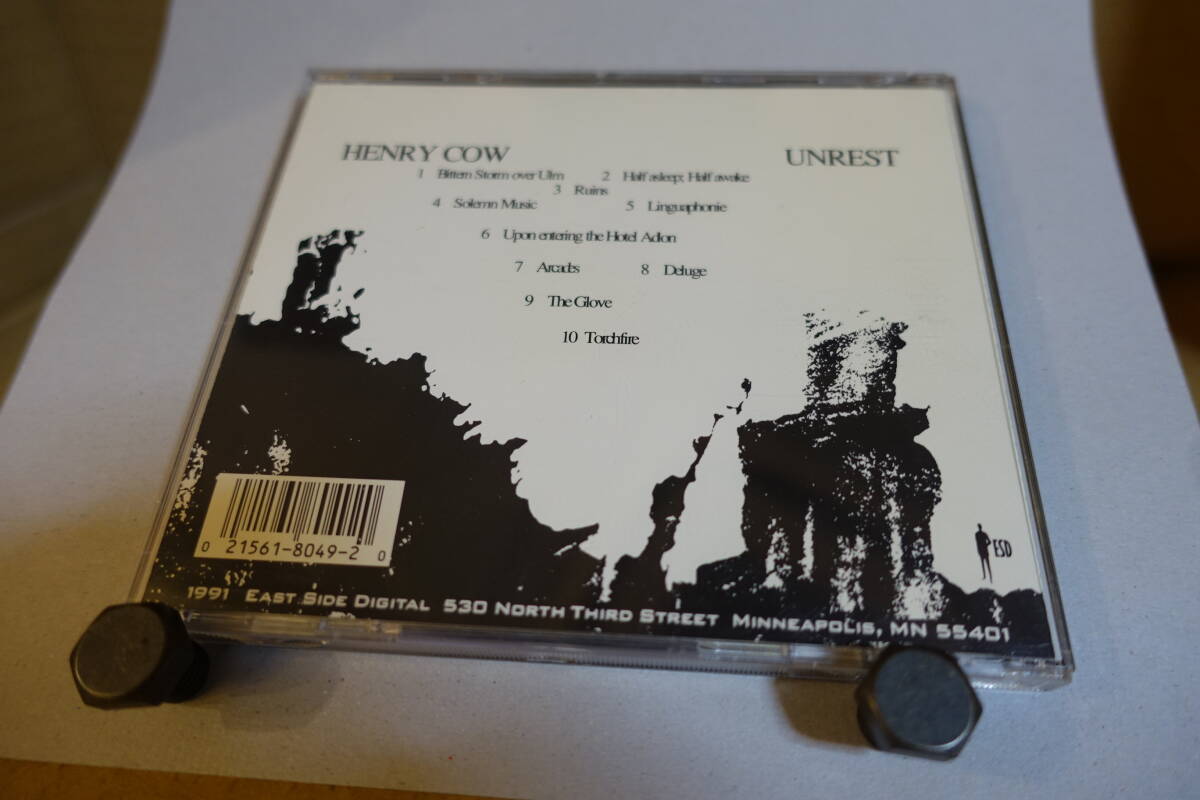 HENRY COW UNREST
1 Bittern Storm over Ulm 2 Half asleep; Half awake
3 Ruins
4 Solemn Music 5 Linguaphonie
6 Upon entering the Hotel Adlon
7 Arcades 8 Deluge
9 The Glove
10 Torchfire
ESD
0 21561-8049-2 0
1991 EAST SIDE DIGITAL 530 NORTH THIRD STREET MINNEAPOLIS, MN 55401